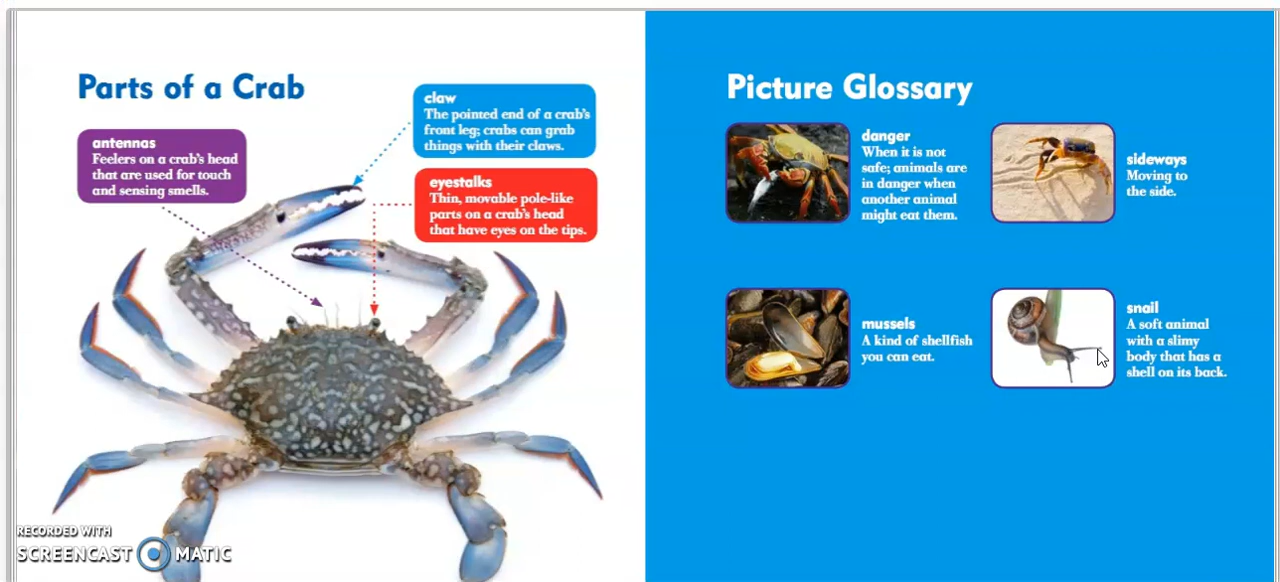 Parts of a Crab
antennas
Feelers on a crab's head
that are used for touch
and sensing smells.
claw
The pointed end of a crab's
front leg; crabs can grab
things with their claws.
eyestalks
Thin, movable pole-like
parts on a crab's head
that have eyes on the tips.
RECORDED WITH
SCREENCAST MATIC
Picture Glossary
danger
When it is not
safe; animals are
in danger when
another animal
might eat them.
sideways
Moving to
the side.
mussels
A kind of shellfish
you can eat.
snail
A soft animal
with a slimy
body that has a
shell on its back.